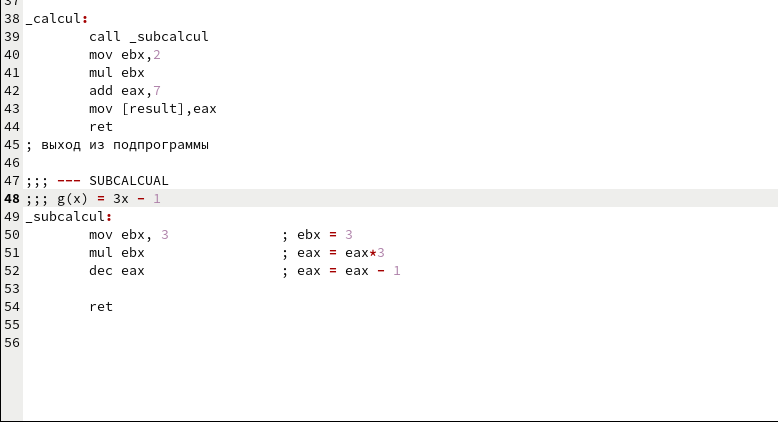 37
38 _calcul:
39 call _subcalcul
40 mov ebx,2
41 mul ebx
42 add eax,7
43 mov [result],eax
44 ret
45 ; выход из подпрограммы
46
47 ;;; --- SUBCALCUAL
48 ;;; g(x) = 3x - 1
49 _subcalcul:
50 mov ebx, 3 ; ebx = 3
51 mul ebx ; eax = eax*3
52 dec eax ; eax = eax - 1
53
54 ret
55
56